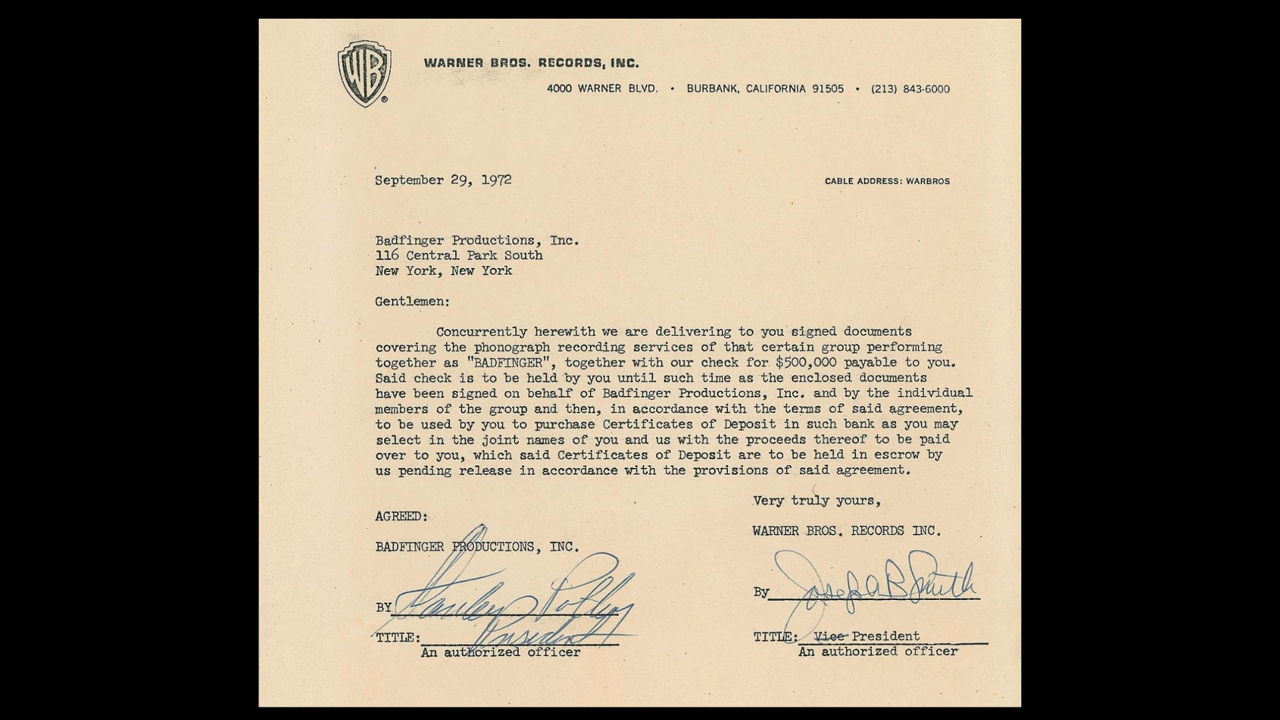 WB ®
WARNER BROS. RECORDS, INC.
4000 WARNER BLVD. • BURBANK, CALIFORNIA 91505 • (213) 843-6000
September 29, 1972
CABLE ADDRESS: WARBROS
Badfinger Productions, Inc.
116 Central Park South
New York, New York
Gentlemen:
Concurrently herewith we are delivering to you signed documents
covering the phonograph recording services of that certain group performing
together as "BADFINGER", together with our check for $500,000 payable to you.
Said check is to be held by you until such time as the enclosed documents
have been signed on behalf of Badfinger Productions, Inc. and by the individual
members of the group and then, in accordance with the terms of said agreement,
to be used by you to purchase Certificates of Deposit in such bank as you may
select in the joint names of you and us with the proceeds thereof to be paid
over to you, which said Certificates of Deposit are to be held in escrow by
us pending release in accordance with the provisions of said agreement.
Very truly yours,
AGREED:
WARNER BROS. RECORDS INC.
BADFINGER PRODUCTIONS, INC.
By Joseph B Smith
BY Stanley Polley
TITLE: President
An authorized officer
TITLE: Vice President
An authorized officer